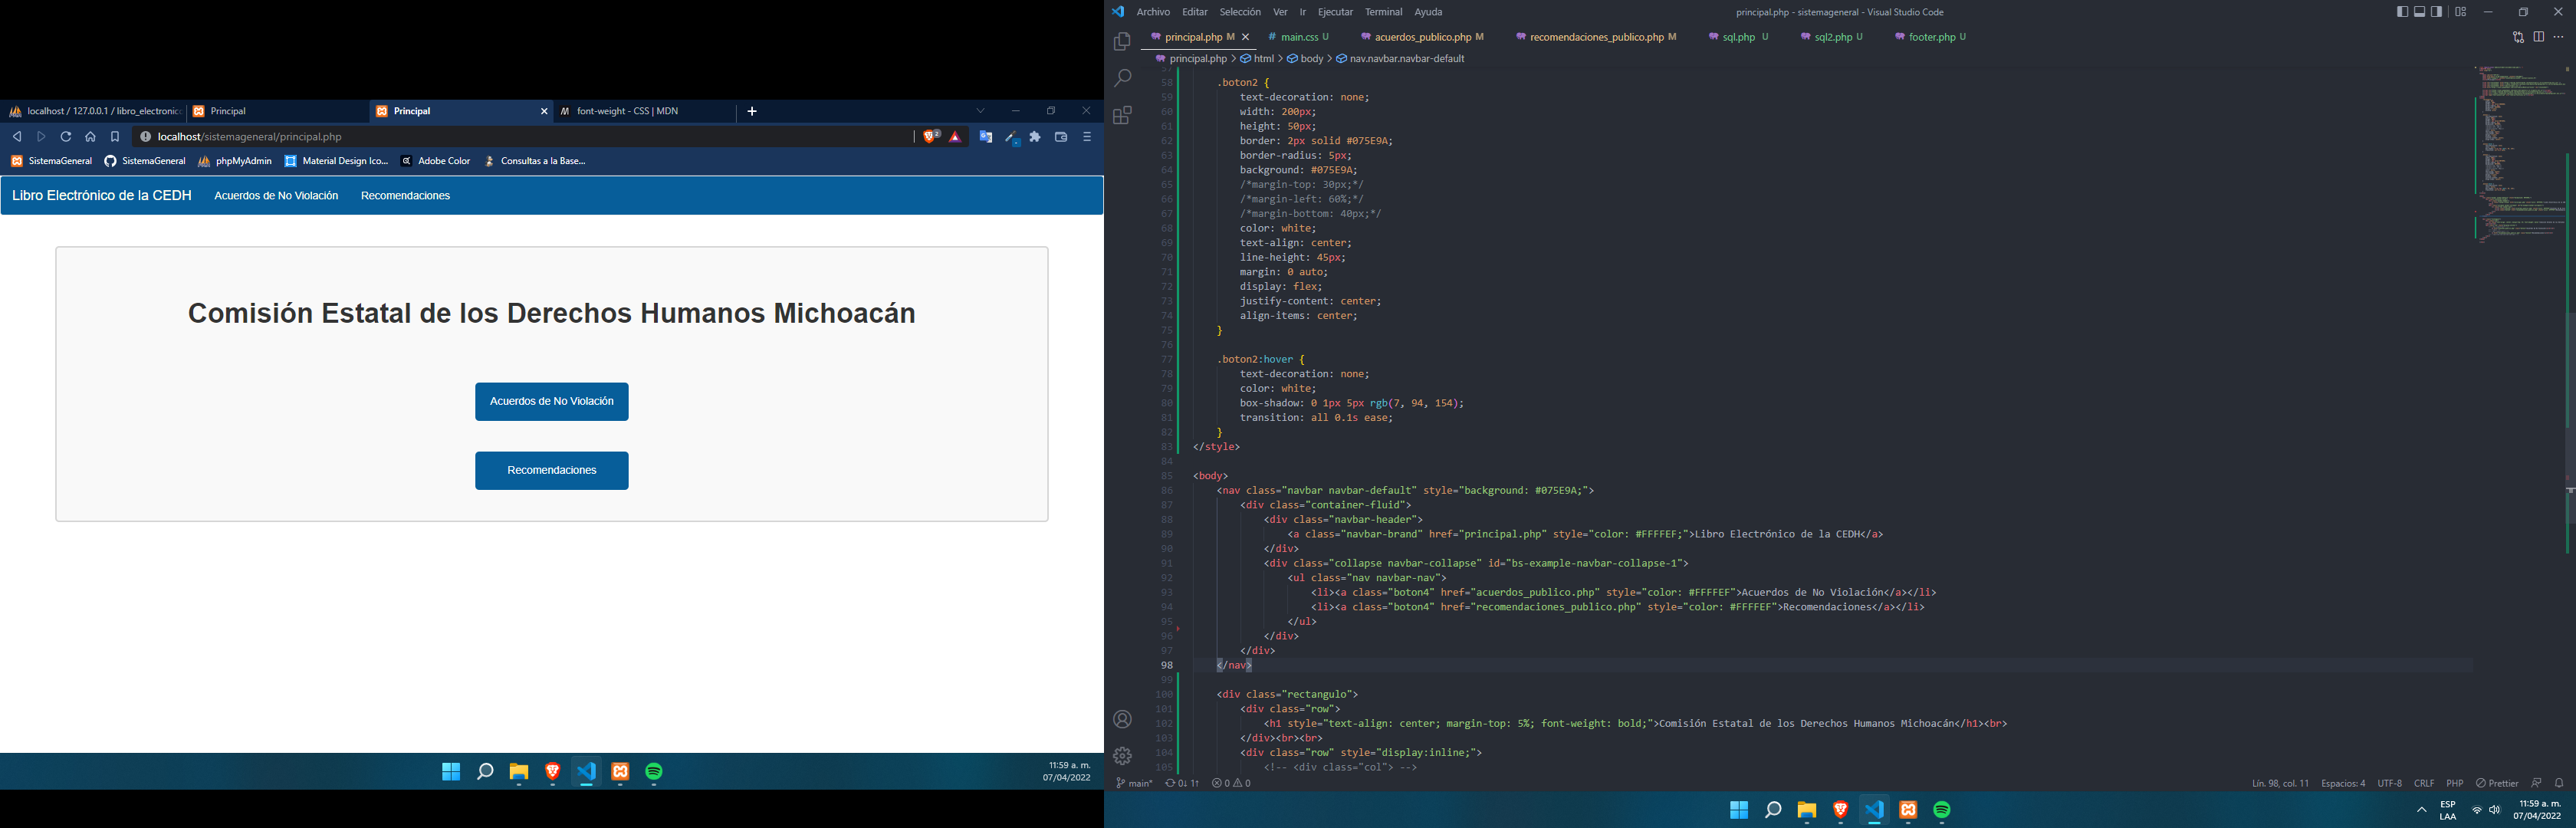 localhost / 127.0.0.1 / libro_electronic
Principal
Principal
font-weight - CSS | MDN
localhost/sistemageneral/principal.php
2
SistemaGeneral
SistemaGeneral
phpMyAdmin
Material Design Ico...
Adobe Color
Consultas a la Base...
Libro Electrónico de la CEDH
Acuerdos de No Violación
Recomendaciones
Comisión Estatal de los Derechos Humanos Michoacán
Acuerdos de No Violación
Recomendaciones
11:59 a. m.
07/04/2022
Archivo Editar Selección Ver Ir Ejecutar Terminal Ayuda
principal.php - sistemageneral - Visual Studio Code
principal.php M
# main.css U
acuerdos_publico.php M
recomendaciones_publico.php M
sql.php U
sql2.php U
footer.php U
principal.php > html > body > nav.navbar.navbar-default
57
58 .boton2 {
59 text-decoration: none;
60 width: 200px;
61 height: 50px;
62 border: 2px solid #075E9A;
63 border-radius: 5px;
64 background: #075E9A;
65 /*margin-top: 30px;*/
66 /*margin-left: 60%;*/
67 /*margin-bottom: 40px;*/
68 color: white;
69 text-align: center;
70 line-height: 45px;
71 margin: 0 auto;
72 display: flex;
73 justify-content: center;
74 align-items: center;
75 }
76
77 .boton2:hover {
78 text-decoration: none;
79 color: white;
80 box-shadow: 0 1px 5px rgb(7, 94, 154);
81 transition: all 0.1s ease;
82 }
83 </style>
84
85 <body>
86 <nav class="navbar navbar-default" style="background: #075E9A;">
87 <div class="container-fluid">
88 <div class="navbar-header">
89 <a class="navbar-brand" href="principal.php" style="color: #FFFFEF;">Libro Electrónico de la CEDH</a>
90 </div>
91 <div class="collapse navbar-collapse" id="bs-example-navbar-collapse-1">
92 <ul class="nav navbar-nav">
93 <li><a class="boton4" href="acuerdos_publico.php" style="color: #FFFFEF">Acuerdos de No Violación</a></li>
94 <li><a class="boton4" href="recomendaciones_publico.php" style="color: #FFFFEF">Recomendaciones</a></li>
95 </ul>
96 </div>
97 </div>
98 </nav>
99
100 <div class="rectangulo">
101 <div class="row">
102 <h1 style="text-align: center; margin-top: 5%; font-weight: bold;">Comisión Estatal de los Derechos Humanos Michoacán</h1><br>
103 </div><br><br>
104 <div class="row" style="display:inline;">
105 <!-- <div class="col"> -->
main* 0↓ 1↑ 0 0
Lín. 98, col. 11 Espacios: 4 UTF-8 CRLF PHP Prettier
ESP
LAA
11:59 a. m.
07/04/2022